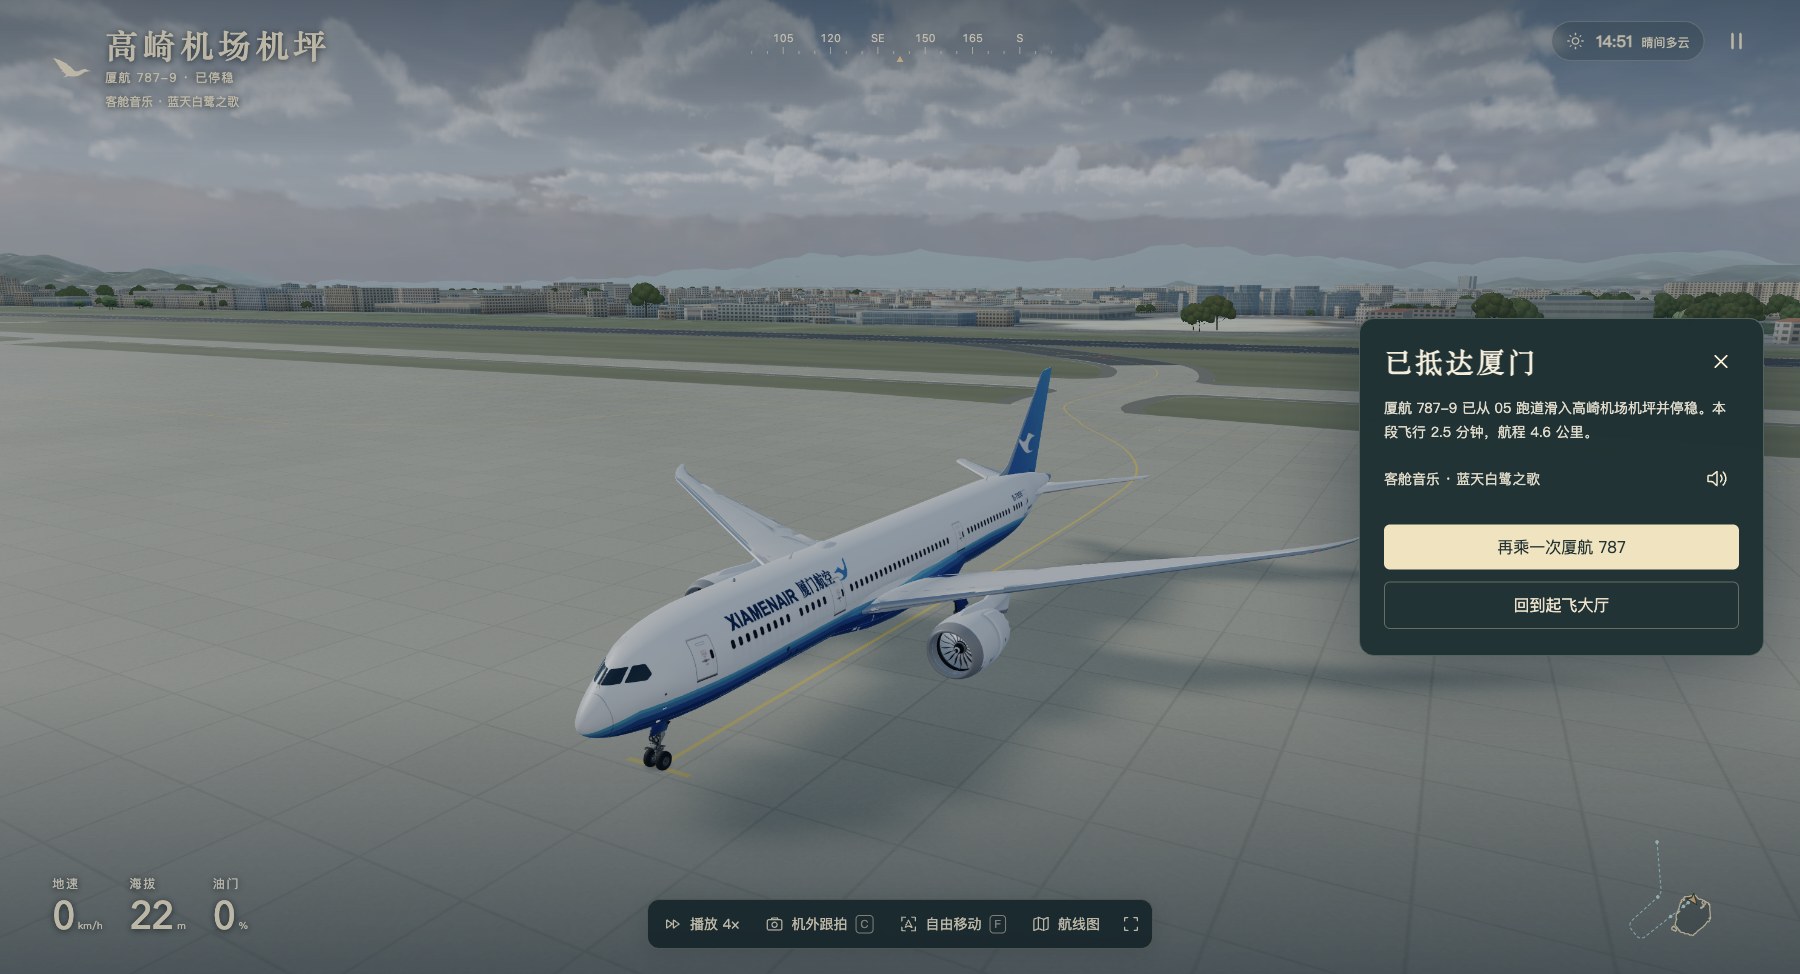 高崎机场机坪
厦航 787-9 · 已停稳
客舱音乐 · 蓝天白鹭之歌
105 120 SE 150 165 S
14:51 晴间多云
已抵达厦门
厦航 787-9 已从 05 跑道滑入高崎机场机坪并停稳。本
段飞行 2.5 分钟，航程 4.6 公里。
客舱音乐 · 蓝天白鹭之歌
再乘一次厦航 787
回到起飞大厅
XIAMENAIR 厦门航空
地速 海拔 油门
0 km/h 22 m 0 %
播放 4x 机外跟拍 C 自由移动 F 航线图